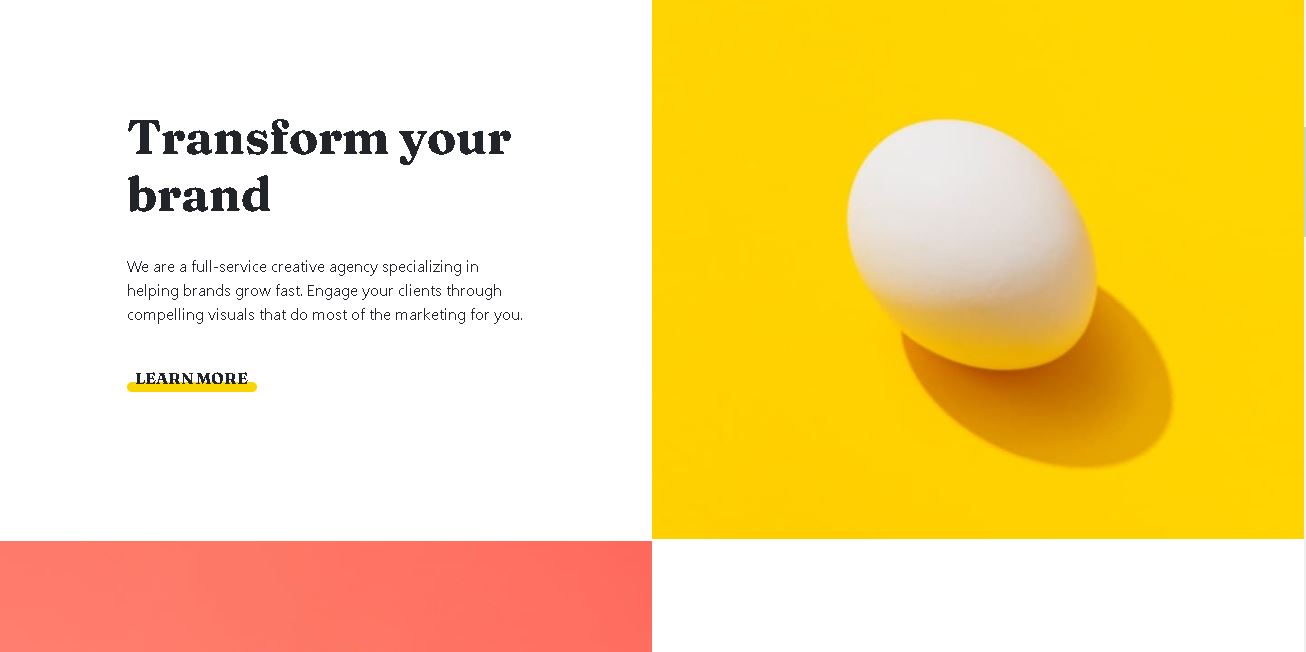 Transform your
brand
We are a full-service creative agency specializing in
helping brands grow fast. Engage your clients through
compelling visuals that do most of the marketing for you.
LEARN MORE